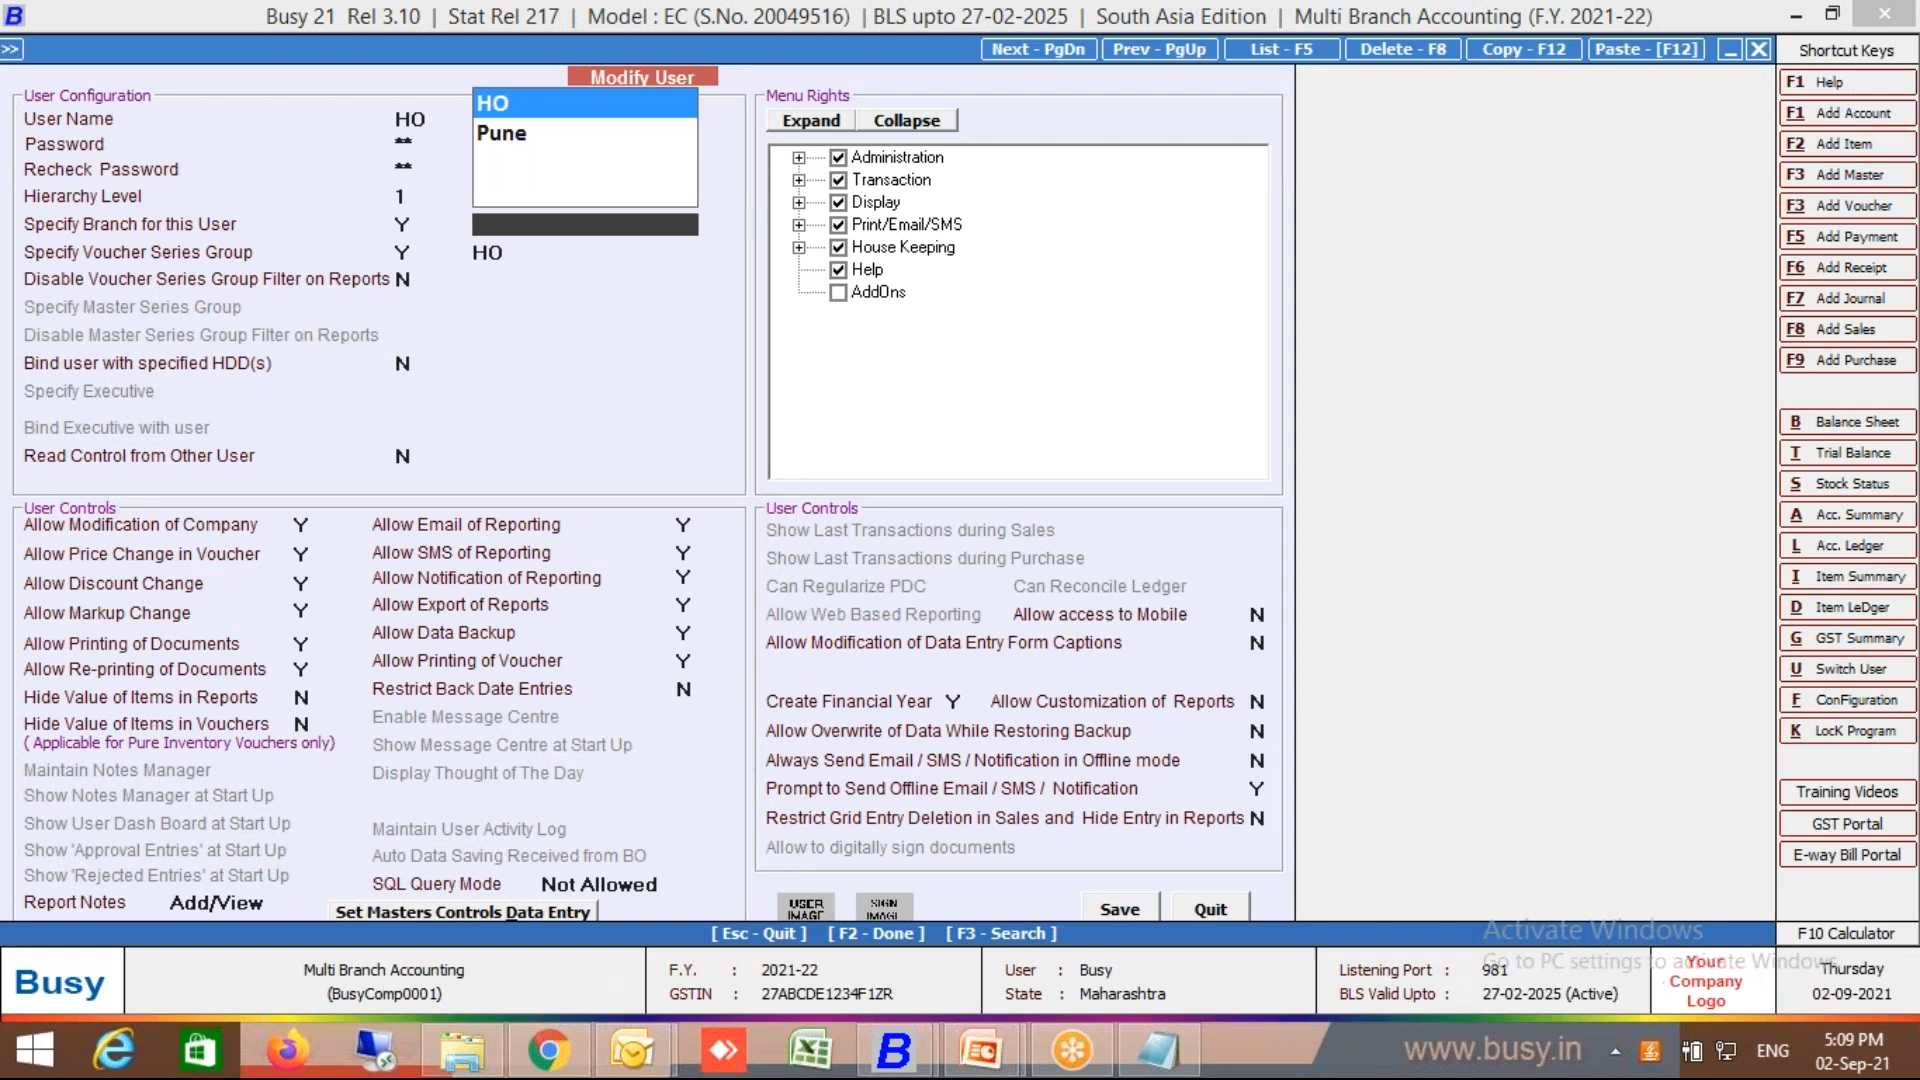 Busy 21 Rel 3.10 | Stat Rel 217 | Model : EC (S.No. 20049516) | BLS upto 27-02-2025 | South Asia Edition | Multi Branch Accounting (F.Y. 2021-22)
>> Next - PgDn Prev - PgUp List - F5 Delete - F8 Copy - F12 Paste - [F12] Shortcut Keys
Modify User
User Configuration
User Name HO
Password **
Recheck Password **
Hierarchy Level 1
Specify Branch for this User Y
Specify Voucher Series Group Y HO
Disable Voucher Series Group Filter on Reports N
Specify Master Series Group
Disable Master Series Group Filter on Reports
Bind user with specified HDD(s) N
Specify Executive
Bind Executive with user
Read Control from Other User N
HO
Pune
Menu Rights
Expand Collapse
Administration
Transaction
Display
Print/Email/SMS
House Keeping
Help
AddOns
User Controls
Allow Modification of Company Y
Allow Price Change in Voucher Y
Allow Discount Change Y
Allow Markup Change Y
Allow Printing of Documents Y
Allow Re-printing of Documents Y
Hide Value of Items in Reports N
Hide Value of Items in Vouchers N
( Applicable for Pure Inventory Vouchers only)
Maintain Notes Manager
Show Notes Manager at Start Up
Show User Dash Board at Start Up
Show 'Approval Entries' at Start Up
Show 'Rejected Entries' at Start Up
Report Notes Add/View
Allow Email of Reporting Y
Allow SMS of Reporting Y
Allow Notification of Reporting Y
Allow Export of Reports Y
Allow Data Backup Y
Allow Printing of Voucher Y
Restrict Back Date Entries N
Enable Message Centre
Show Message Centre at Start Up
Display Thought of The Day
Maintain User Activity Log
Auto Data Saving Received from BO
SQL Query Mode Not Allowed
Set Masters Controls Data Entry
User Controls
Show Last Transactions during Sales
Show Last Transactions during Purchase
Can Regularize PDC Can Reconcile Ledger
Allow Web Based Reporting Allow access to Mobile N
Allow Modification of Data Entry Form Captions N
Create Financial Year Y Allow Customization of Reports N
Allow Overwrite of Data While Restoring Backup N
Always Send Email / SMS / Notification in Offline mode N
Prompt to Send Offline Email / SMS / Notification Y
Restrict Grid Entry Deletion in Sales and Hide Entry in Reports N
Allow to digitally sign documents
USER IMAGE SIGN IMAGE Save Quit
F1 Help
F1 Add Account
F2 Add Item
F3 Add Master
F3 Add Voucher
F5 Add Payment
F6 Add Receipt
F7 Add Journal
F8 Add Sales
F9 Add Purchase
B Balance Sheet
T Trial Balance
S Stock Status
A Acc. Summary
L Acc. Ledger
I Item Summary
D Item LeDger
G GST Summary
U Switch User
F ConFiguration
K LocK Program
Training Videos
GST Portal
E-way Bill Portal
[ Esc - Quit ] [ F2 - Done ] [ F3 - Search ]
F10 Calculator
Activate Windows
Go to PC settings to activate Windows.
Busy
Multi Branch Accounting
(BusyComp0001)
F.Y. : 2021-22
GSTIN : 27ABCDE1234F1ZR
User : Busy
State : Maharashtra
Listening Port : 981
BLS Valid Upto : 27-02-2025 (Active)
Your
Company
Logo
Thursday
02-09-2021
www.busy.in
ENG
5:09 PM
02-Sep-21